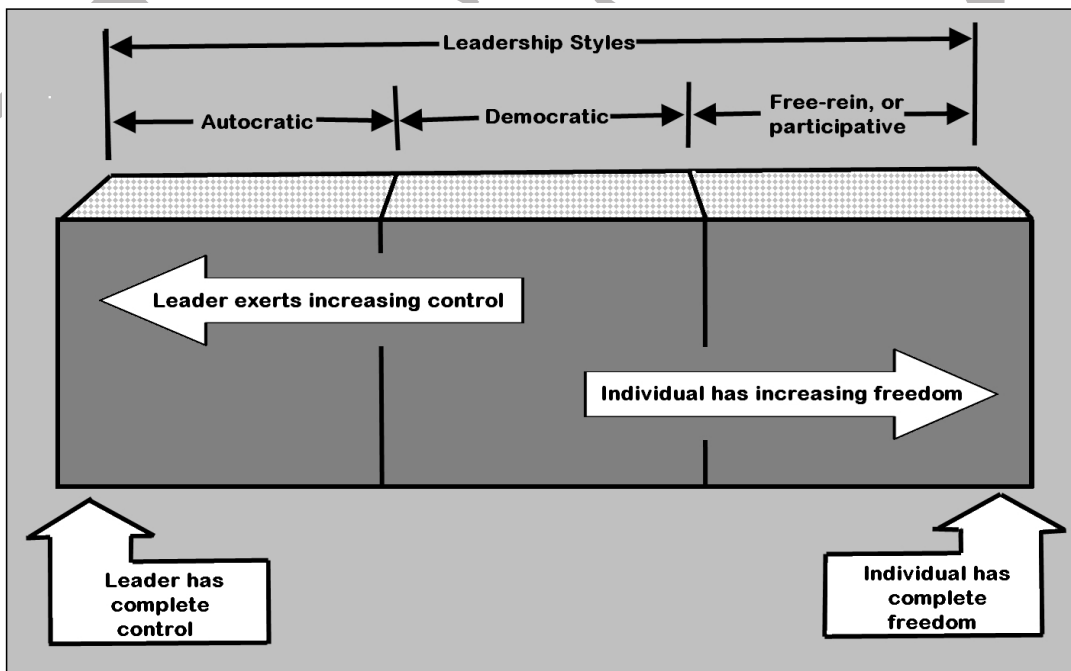 Leadership Styles
Autocratic
Democratic
Free-rein, or
participative
Leader exerts increasing control
Individual has increasing freedom
Leader has
complete
control
Individual has
complete
freedom